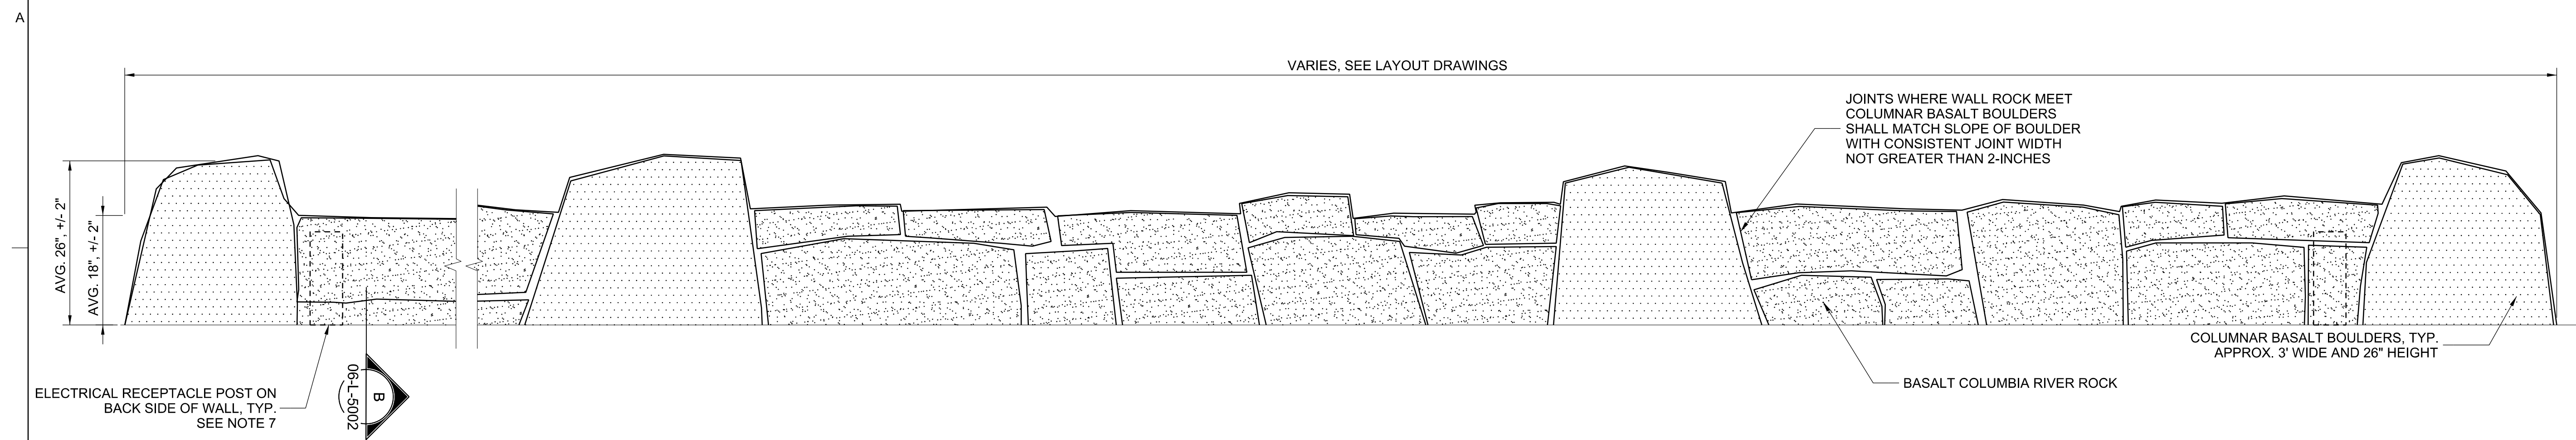 A
VARIES, SEE LAYOUT DRAWINGS
JOINTS WHERE WALL ROCK MEET
COLUMNAR BASALT BOULDERS
SHALL MATCH SLOPE OF BOULDER
WITH CONSISTENT JOINT WIDTH
NOT GREATER THAN 2-INCHES
AVG. 26", +/- 2"
AVG. 18", +/- 2"
COLUMNAR BASALT BOULDERS, TYP.
APPROX. 3' WIDE AND 26" HEIGHT
BASALT COLUMBIA RIVER ROCK
ELECTRICAL RECEPTACLE POST ON
BACK SIDE OF WALL, TYP.
SEE NOTE 7
B
06-L-5002